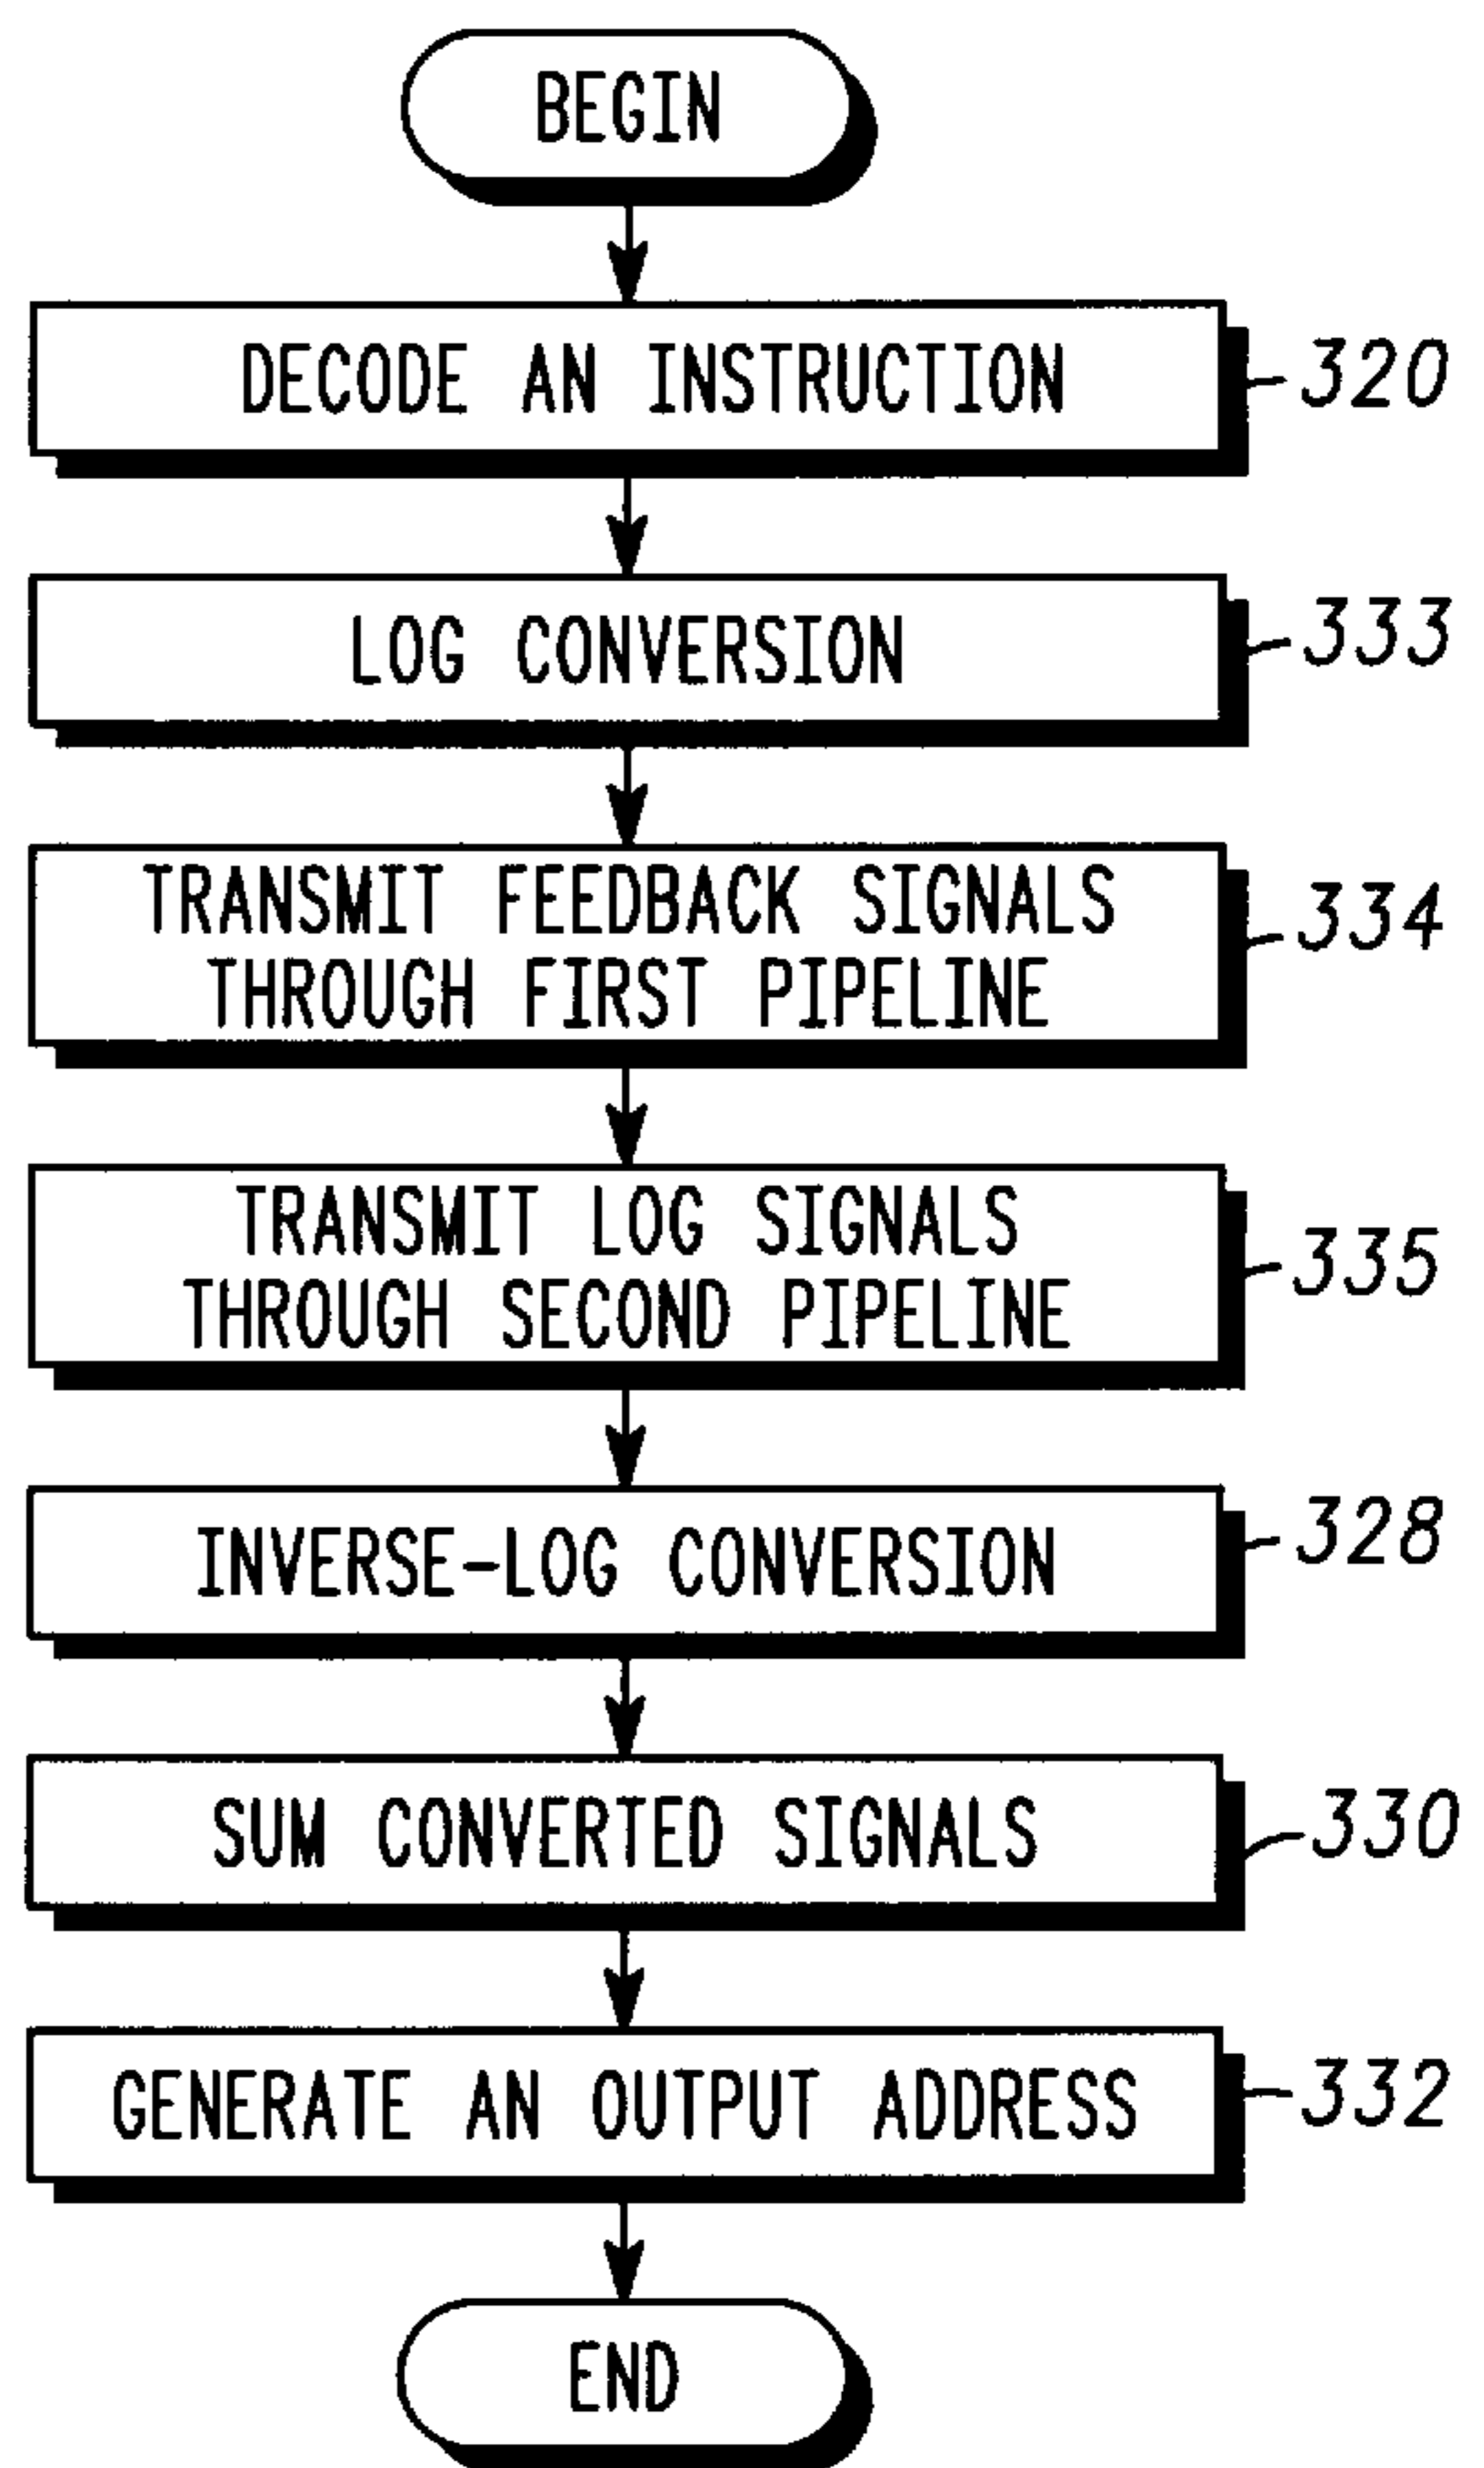 BEGIN
DECODE AN INSTRUCTION
320
LOG CONVERSION
333
TRANSMIT FEEDBACK SIGNALS
THROUGH FIRST PIPELINE
334
TRANSMIT LOG SIGNALS
THROUGH SECOND PIPELINE
335
INVERSE-LOG CONVERSION
328
SUM CONVERTED SIGNALS
330
GENERATE AN OUTPUT ADDRESS
332
END